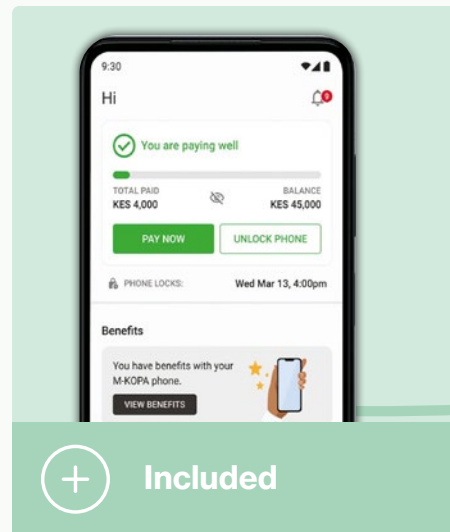 9:30
Hi
9
You are paying well
TOTAL PAID
KES 4,000
BALANCE
KES 45,000
PAY NOW
UNLOCK PHONE
PHONE LOCKS:
Wed Mar 13, 4:00pm
Benefits
You have benefits with your
M-KOPA phone.
VIEW BENEFITS
Included